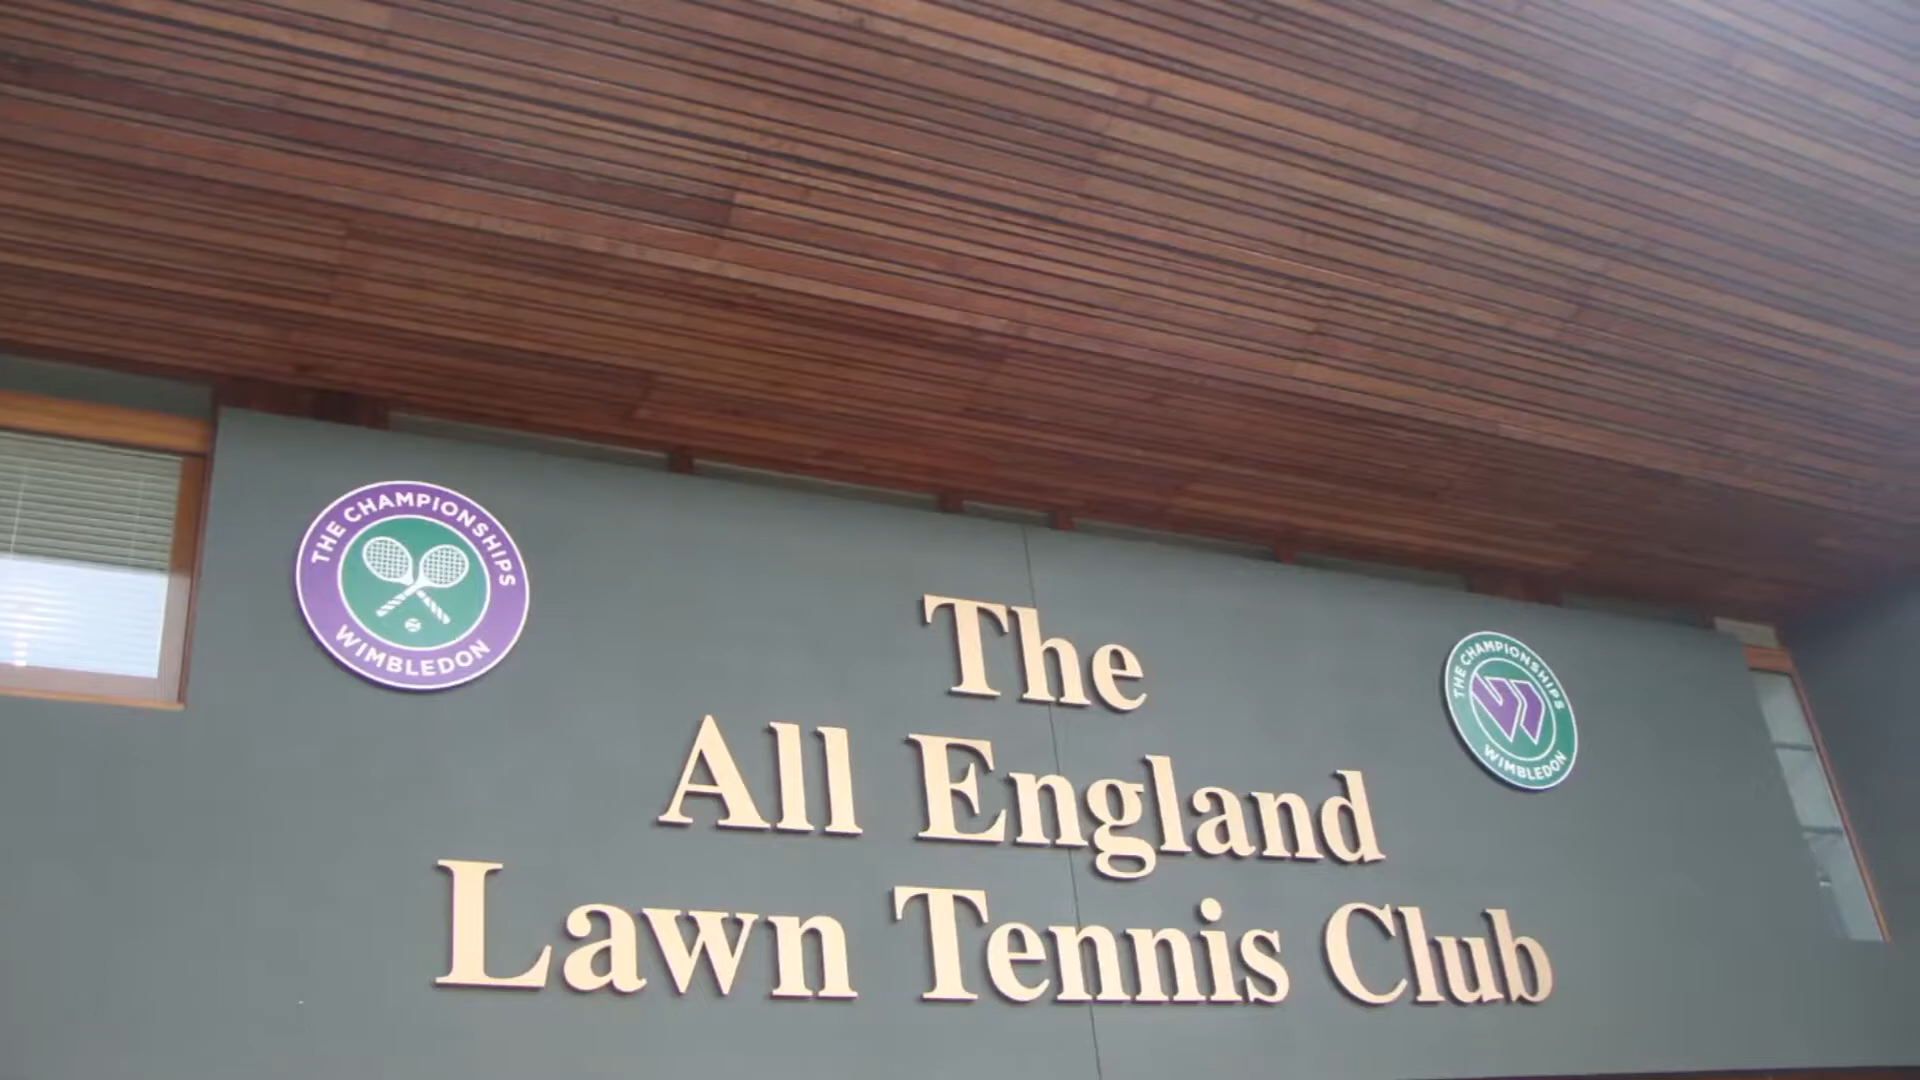 THE CHAMPIONSHIPS
WIMBLEDON
The
All England
Lawn Tennis Club
THE CHAMPIONSHIPS
WIMBLEDON